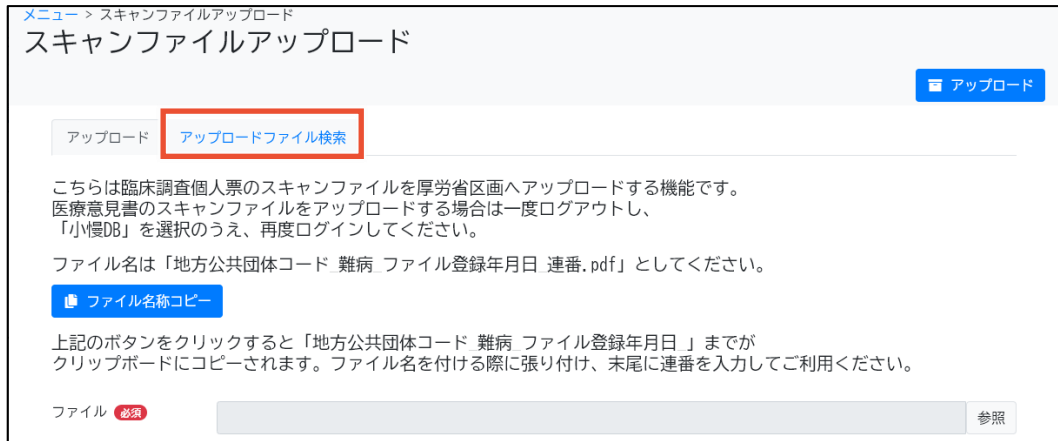 メニュー > スキャンファイルアップロード
スキャンファイルアップロード
アップロード
アップロード アップロードファイル検索
こちらは臨床調査個人票のスキャンファイルを厚労省区画へアップロードする機能です。
医療意見書のスキャンファイルをアップロードする場合は一度ログアウトし、
「小慢DB」を選択のうえ、再度ログインしてください。
ファイル名は「地方公共団体コード_難病_ファイル登録年月日_連番.pdf」としてください。
ファイル名称コピー
上記のボタンをクリックすると「地方公共団体コード_難病_ファイル登録年月日_」までが
クリップボードにコピーされます。ファイル名を付ける際に張り付け、末尾に連番を入力してご利用ください。
ファイル 必須 参照